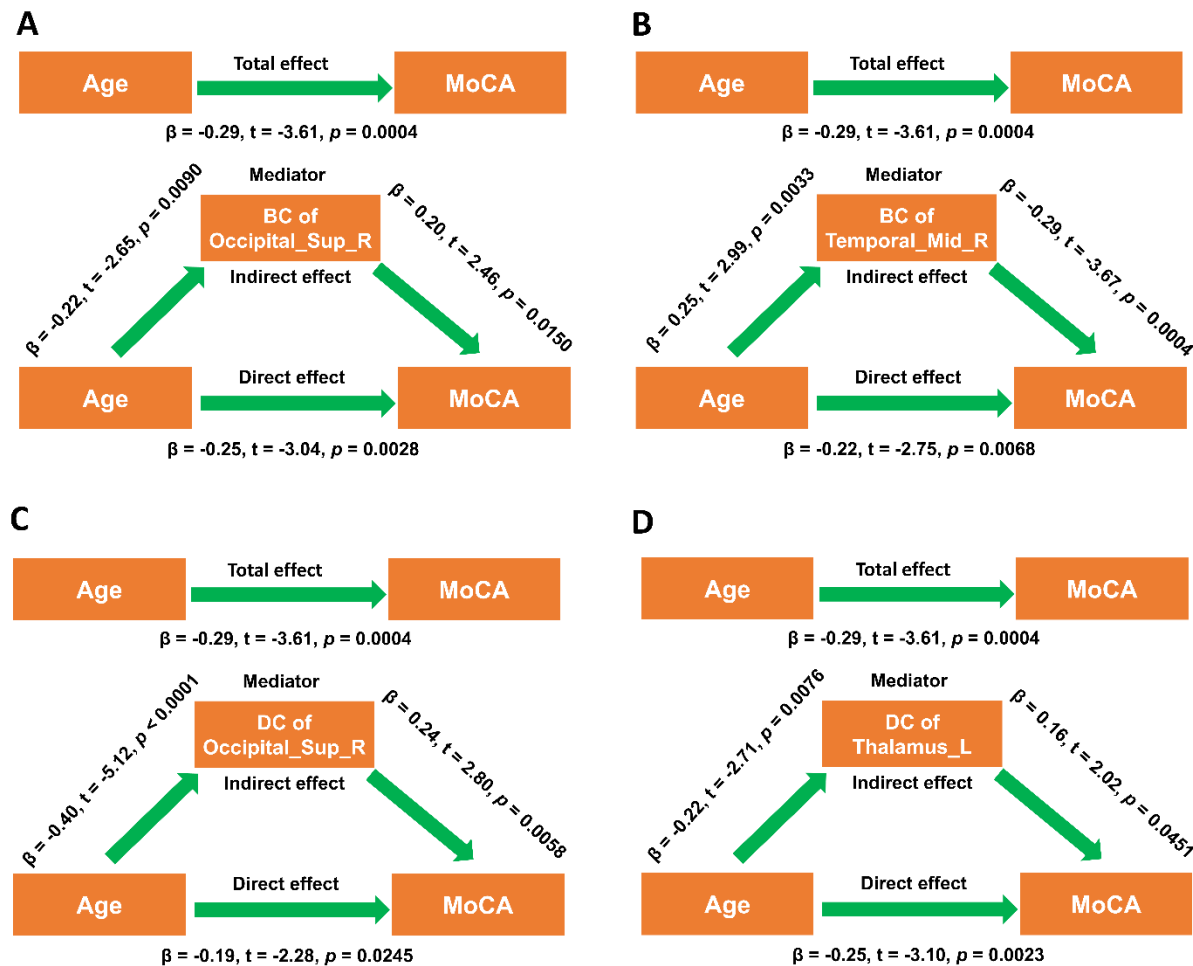 A
Total effect
Age
MoCA
β = -0.29, t = -3.61, p = 0.0004
Mediator
β = -0.22, t = -2.65, p = 0.0090
BC of
Occipital_Sup_R
β = 0.20, t = 2.46, p = 0.0150
Indirect effect
Age
Direct effect
MoCA
β = -0.25, t = -3.04, p = 0.0028
B
Total effect
Age
MoCA
β = -0.29, t = -3.61, p = 0.0004
Mediator
β = 0.25, t = 2.99, p = 0.0033
BC of
Temporal_Mid_R
β = -0.29, t = -3.67, p = 0.0004
Indirect effect
Age
Direct effect
MoCA
β = -0.22, t = -2.75, p = 0.0068
C
Total effect
Age
MoCA
β = -0.29, t = -3.61, p = 0.0004
Mediator
β = -0.40, t = -5.12, p < 0.0001
DC of
Occipital_Sup_R
β = 0.24, t = 2.80, p = 0.0058
Indirect effect
Age
Direct effect
MoCA
β = -0.19, t = -2.28, p = 0.0245
D
Total effect
Age
MoCA
β = -0.29, t = -3.61, p = 0.0004
Mediator
β = -0.22, t = -2.71, p = 0.0076
DC of
Thalamus_L
β = 0.16, t = 2.02, p = 0.0451
Indirect effect
Age
Direct effect
MoCA
β = -0.25, t = -3.10, p = 0.0023